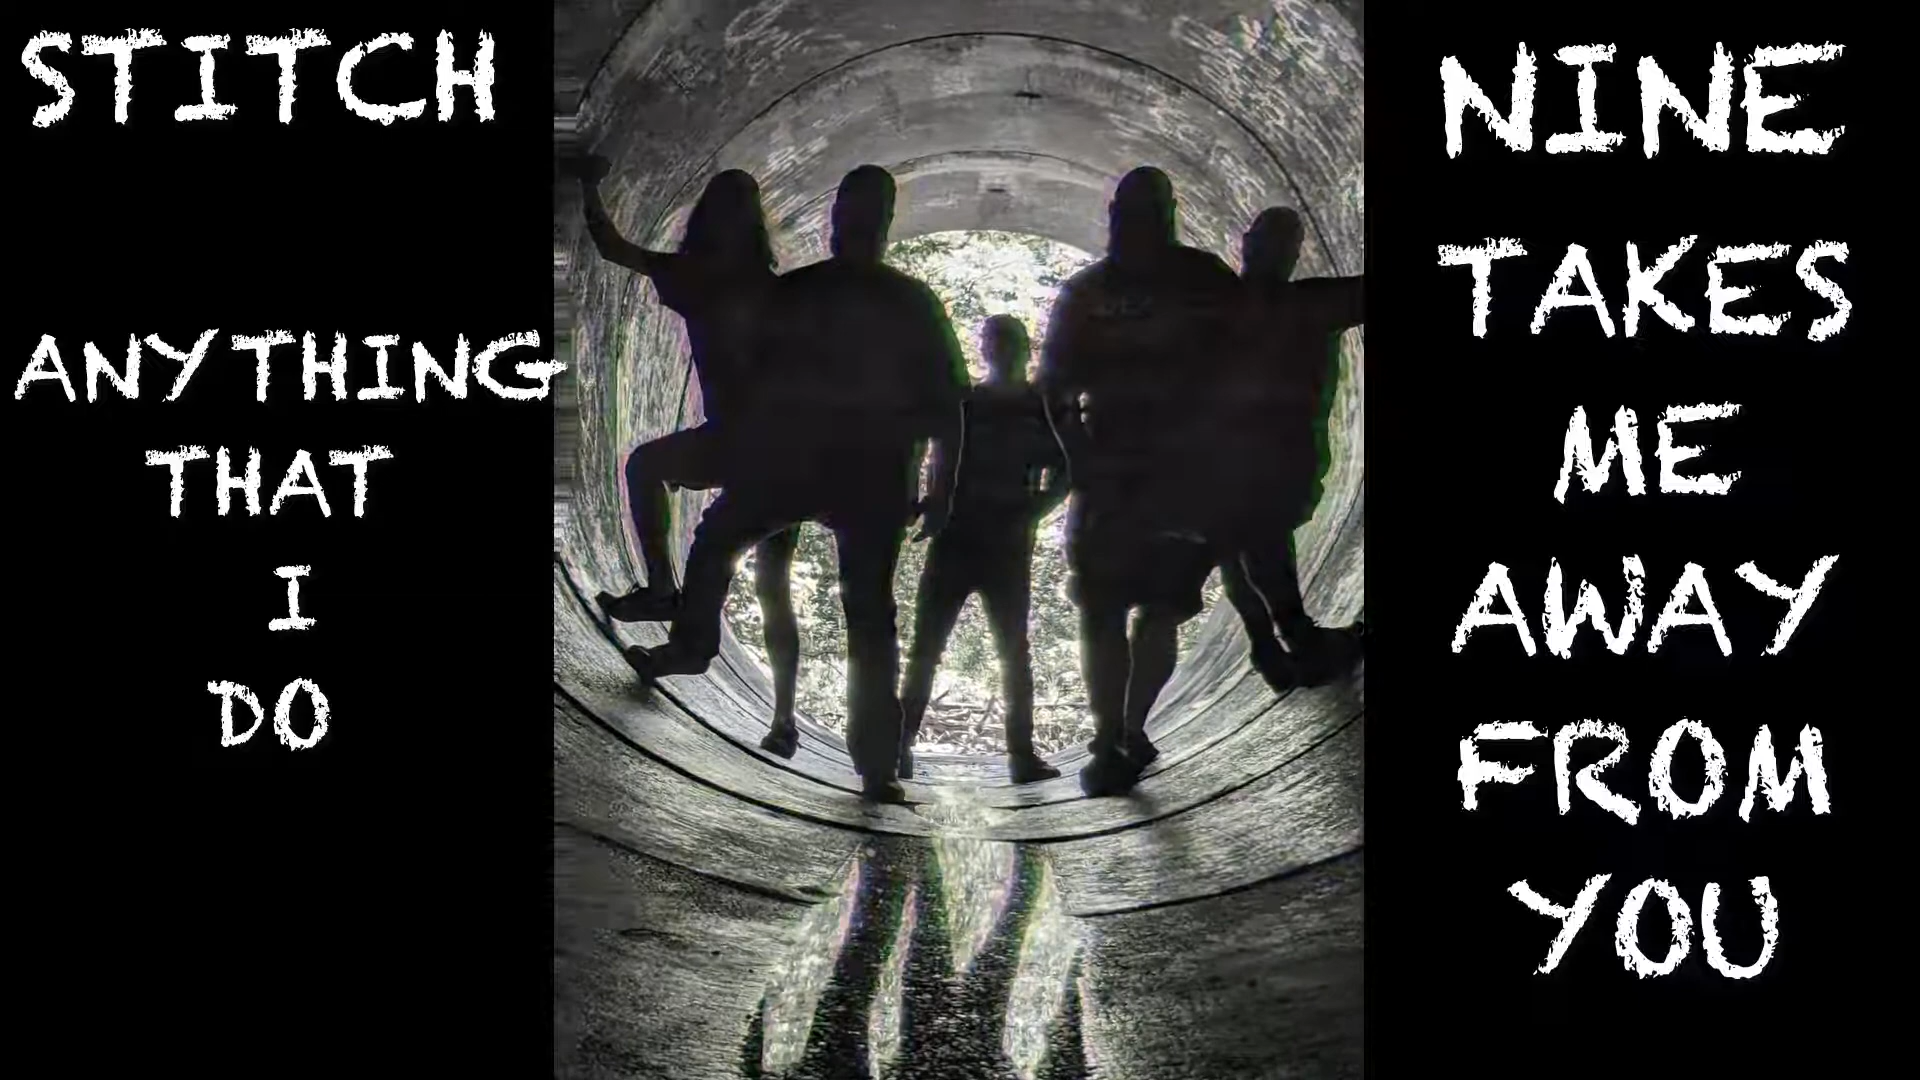 STITCH
ANYTHING
THAT
I
DO
NINE
TAKES
ME
AWAY
FROM
YOU